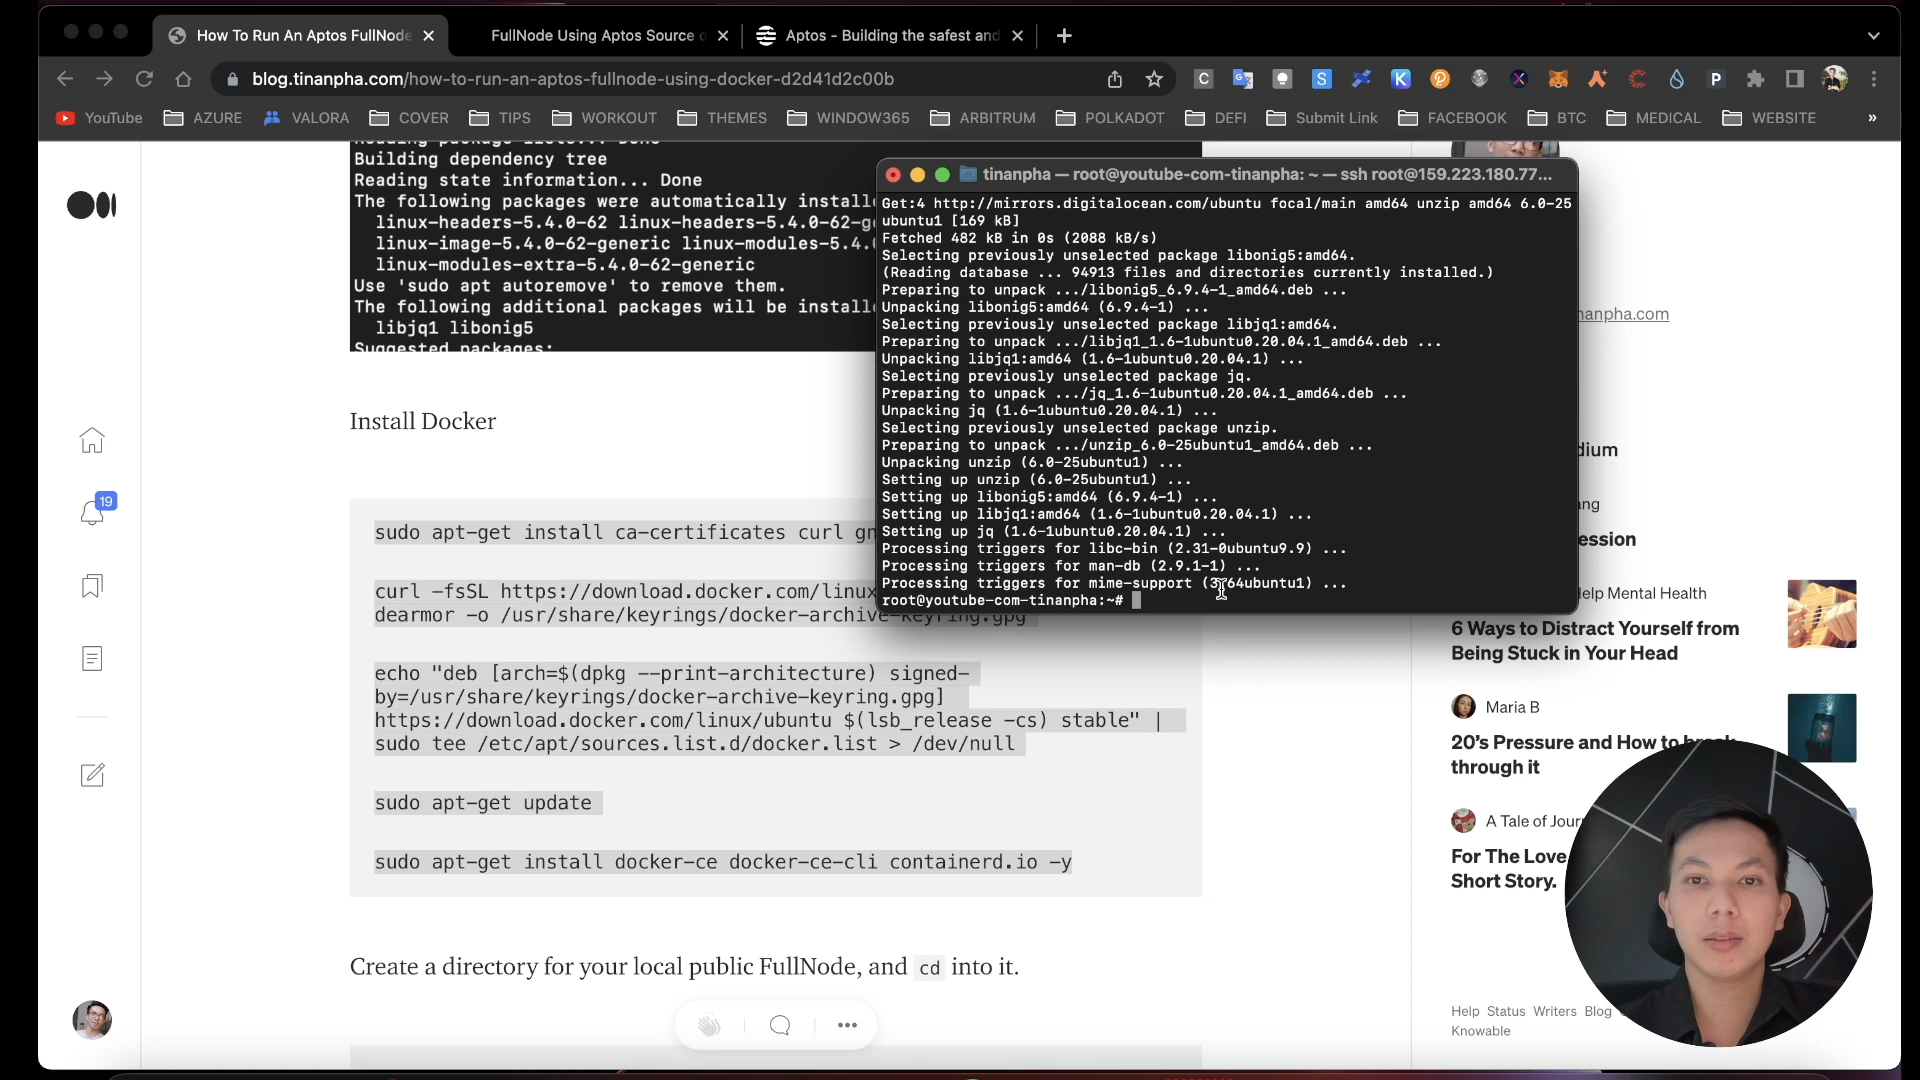 How To Run An Aptos FullNode
FullNode Using Aptos Source
Aptos - Building the safest and
blog.tinanpha.com/how-to-run-an-aptos-fullnode-using-docker-d2d41d2c00b
YouTube AZURE VALORA COVER TIPS WORKOUT THEMES WINDOW365 ARBITRUM POLKADOT DEFI Submit Link FACEBOOK BTC MEDICAL WEBSITE »
Reading package lists... Done
Building dependency tree
Reading state information... Done
The following packages were automatically installe
linux-headers-5.4.0-62 linux-headers-5.4.0-62-ge
linux-image-5.4.0-62-generic linux-modules-5.4.0
linux-modules-extra-5.4.0-62-generic
Use 'sudo apt autoremove' to remove them.
The following additional packages will be installe
libjq1 libonig5
Suggested packages:
tinanpha — root@youtube-com-tinanpha: ~ — ssh root@159.223.180.77...
Get:4 http://mirrors.digitalocean.com/ubuntu focal/main amd64 unzip amd64 6.0-25
ubuntu1 [169 kB]
Fetched 482 kB in 0s (2088 kB/s)
Selecting previously unselected package libonig5:amd64.
(Reading database ... 94913 files and directories currently installed.)
Preparing to unpack .../libonig5_6.9.4-1_amd64.deb ...
Unpacking libonig5:amd64 (6.9.4-1) ...
Selecting previously unselected package libjq1:amd64.
Preparing to unpack .../libjq1_1.6-1ubuntu0.20.04.1_amd64.deb ...
Unpacking libjq1:amd64 (1.6-1ubuntu0.20.04.1) ...
Selecting previously unselected package jq.
Preparing to unpack .../jq_1.6-1ubuntu0.20.04.1_amd64.deb ...
Unpacking jq (1.6-1ubuntu0.20.04.1) ...
Selecting previously unselected package unzip.
Preparing to unpack .../unzip_6.0-25ubuntu1_amd64.deb ...
Unpacking unzip (6.0-25ubuntu1) ...
Setting up unzip (6.0-25ubuntu1) ...
Setting up libonig5:amd64 (6.9.4-1) ...
Setting up libjq1:amd64 (1.6-1ubuntu0.20.04.1) ...
Setting up jq (1.6-1ubuntu0.20.04.1) ...
Processing triggers for libc-bin (2.31-0ubuntu9.9) ...
Processing triggers for man-db (2.9.1-1) ...
Processing triggers for mime-support (3.64ubuntu1) ...
root@youtube-com-tinanpha:~#
19
Install Docker
sudo apt-get install ca-certificates curl gn
curl -fsSL https://download.docker.com/linux
dearmor -o /usr/share/keyrings/docker-archive-keyring.gpg
echo "deb [arch=$(dpkg --print-architecture) signed-
by=/usr/share/keyrings/docker-archive-keyring.gpg]
https://download.docker.com/linux/ubuntu $(lsb_release -cs) stable" |
sudo tee /etc/apt/sources.list.d/docker.list > /dev/null
sudo apt-get update
sudo apt-get install docker-ce docker-ce-cli containerd.io -y
Create a directory for your local public FullNode, and cd into it.
nanpha.com
dium
ang
ession
Help Mental Health
6 Ways to Distract Yourself from
Being Stuck in Your Head
Maria B
20's Pressure and How to break
through it
A Tale of Jour
For The Love
Short Story.
Help Status Writers Blog
Knowable